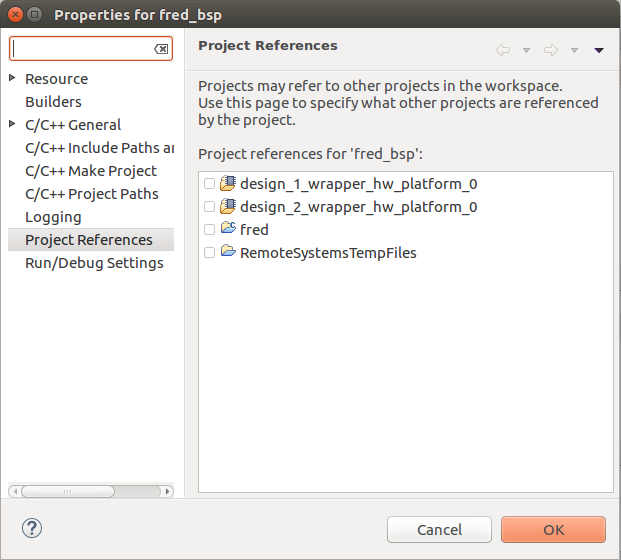 Properties for fred_bsp
Resource
Builders
C/C++ General
C/C++ Include Paths an
C/C++ Make Project
C/C++ Project Paths
Logging
Project References
Run/Debug Settings
Project References
Projects may refer to other projects in the workspace.
Use this page to specify what other projects are referenced
by the project.
Project references for 'fred_bsp':
design_1_wrapper_hw_platform_0
design_2_wrapper_hw_platform_0
fred
RemoteSystemsTempFiles
Cancel
OK